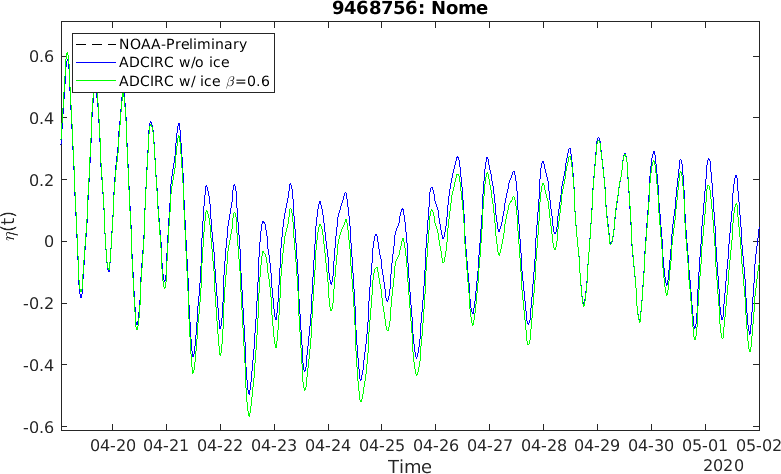 9468756: Nome
NOAA-Preliminary
ADCIRC w/o ice
ADCIRC w/ ice β=0.6
0.6
0.4
0.2
0
-0.2
-0.4
-0.6
η(t)
04-20 04-21 04-22 04-23 04-24 04-25 04-26 04-27 04-28 04-29 04-30 05-01 05-02
2020
Time